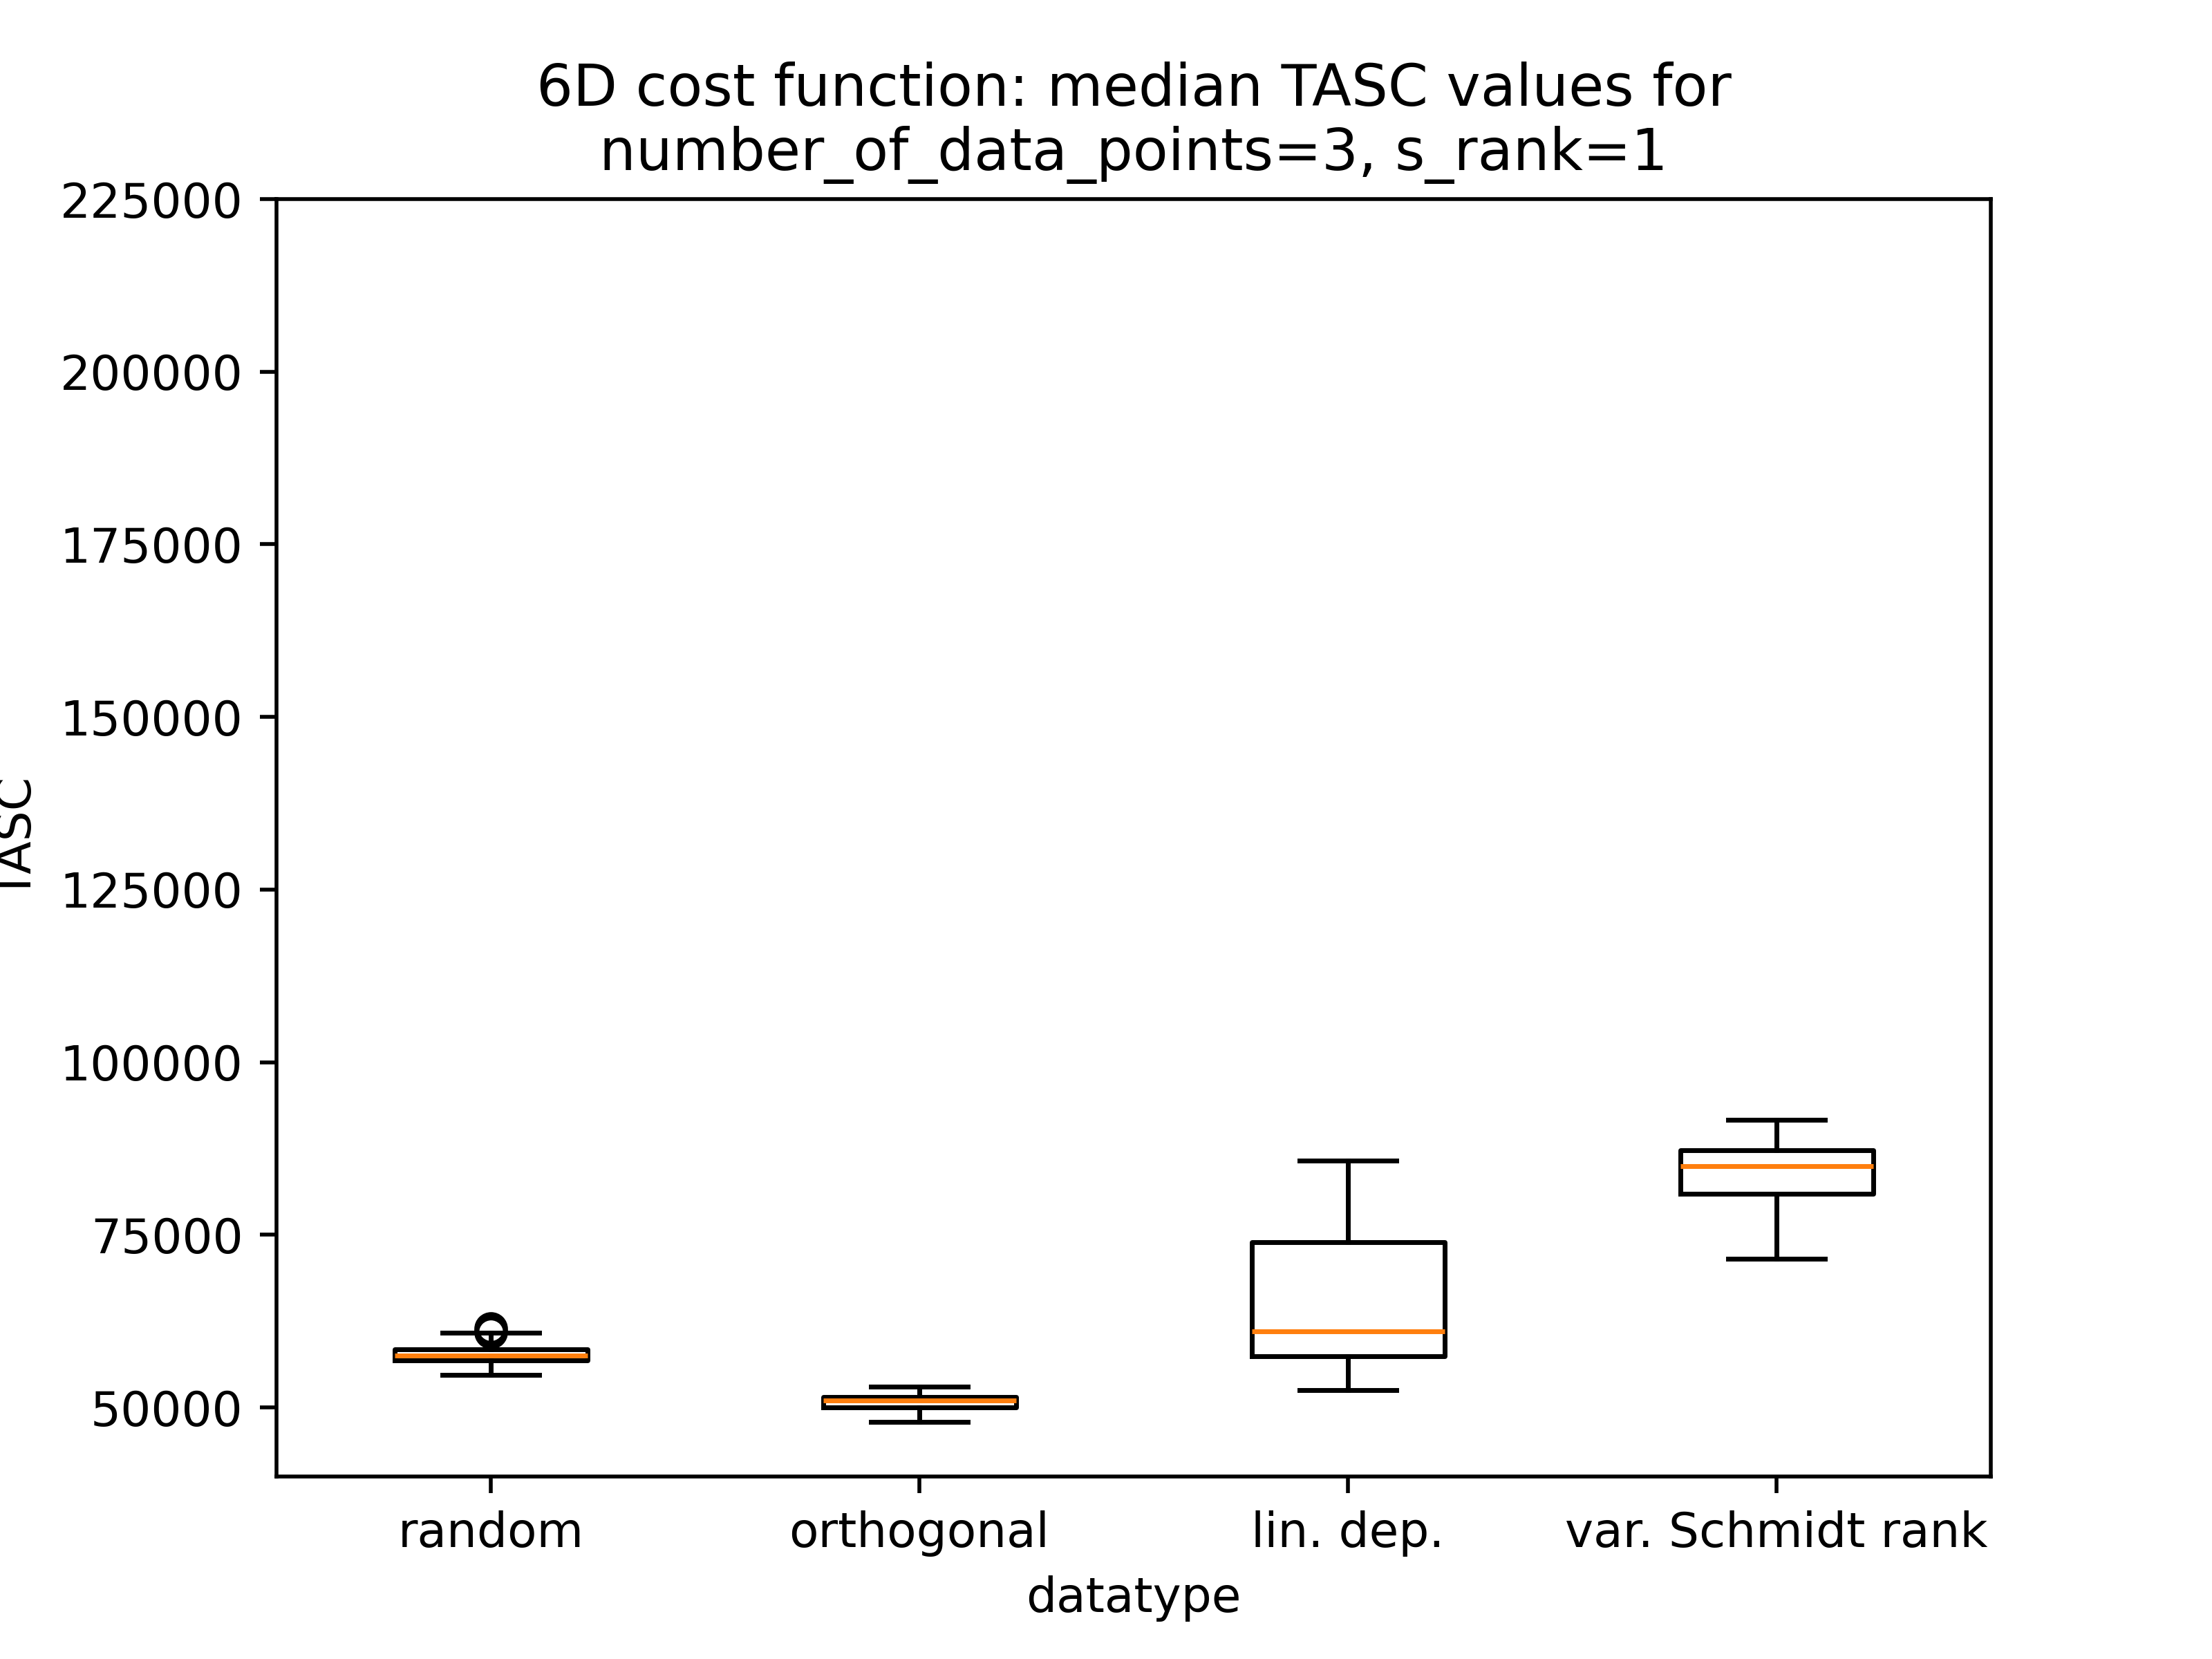 6D cost function: median TASC values for
number_of_data_points=3, s_rank=1
225000
200000
175000
150000
125000
100000
75000
50000
TASC
random
orthogonal
lin. dep.
var. Schmidt rank
datatype